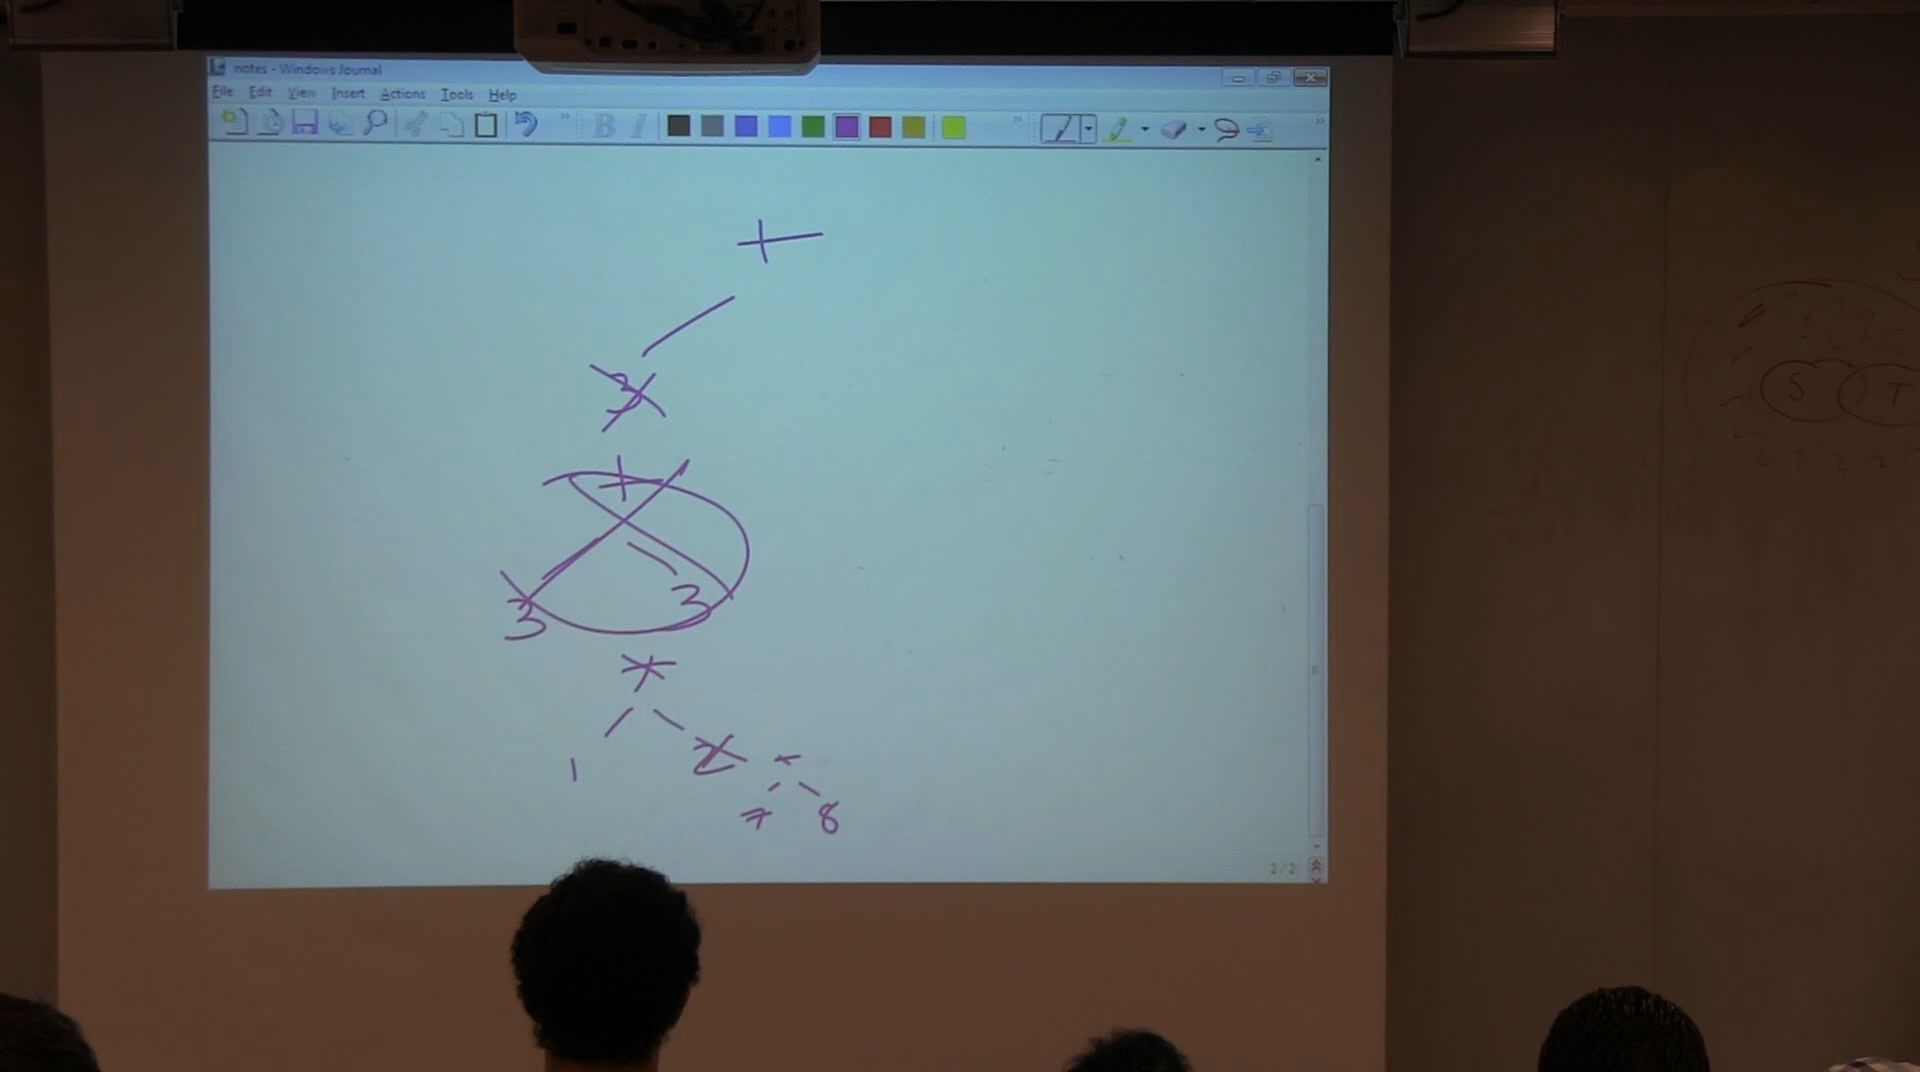 notes - Windows Journal
File Edit View Insert Actions Tools Help
B I
+
3
+
3 3
*
1 2 *
7 8
S T
2 / 2